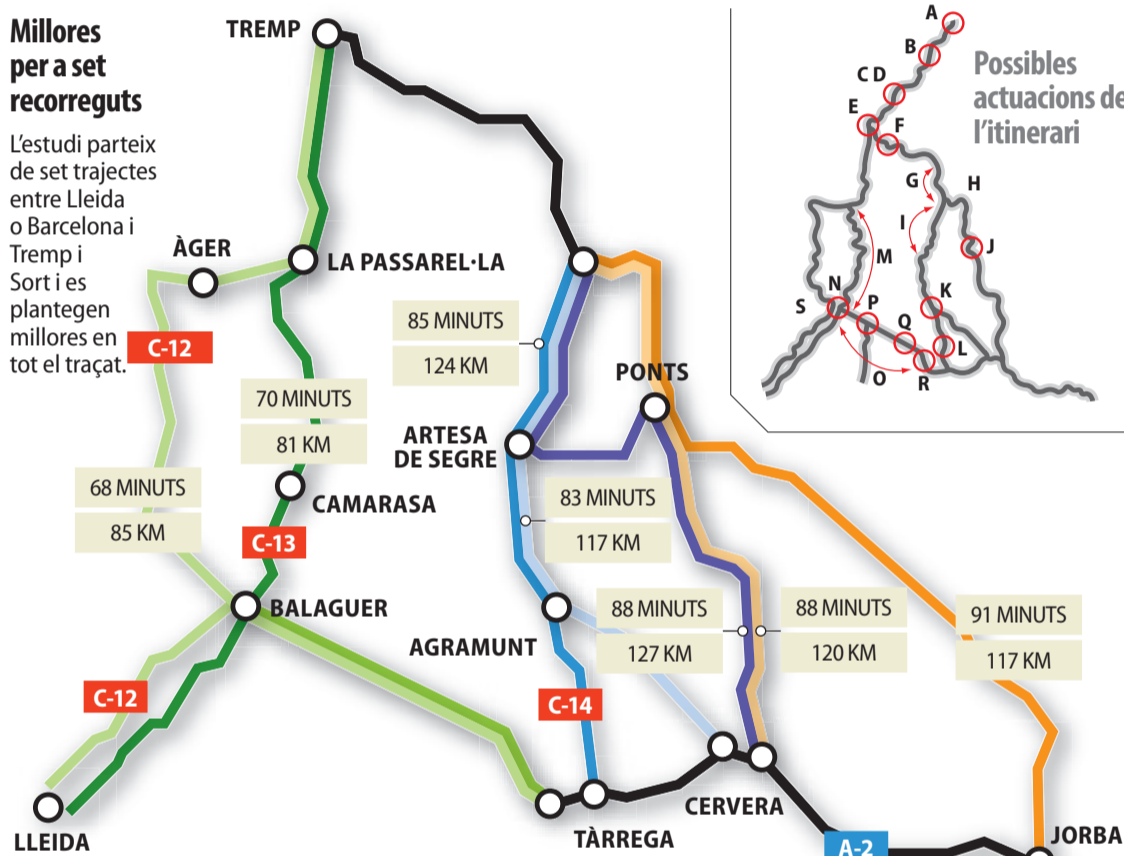 Millores
per a set
recorreguts
L'estudi parteix
de set trajectes
entre Lleida
o Barcelona i
Tremp i
Sort i es
plantegen
millores en
tot el traçat.
TREMP
ÀGER
LA PASSAREL·LA
C-12
85 MINUTS
124 KM
70 MINUTS
81 KM
PONTS
ARTESA
DE SEGRE
68 MINUTS
85 KM
CAMARASA
83 MINUTS
117 KM
C-13
BALAGUER
AGRAMUNT
88 MINUTS
127 KM
88 MINUTS
120 KM
91 MINUTS
117 KM
C-12
C-14
LLEIDA
TÀRREGA
CERVERA
A-2
JORBA
Possibles
actuacions de
l'itinerari
A
B
C D
E
F
G
H
I
J
M
N
S
P
K
Q
L
O
R